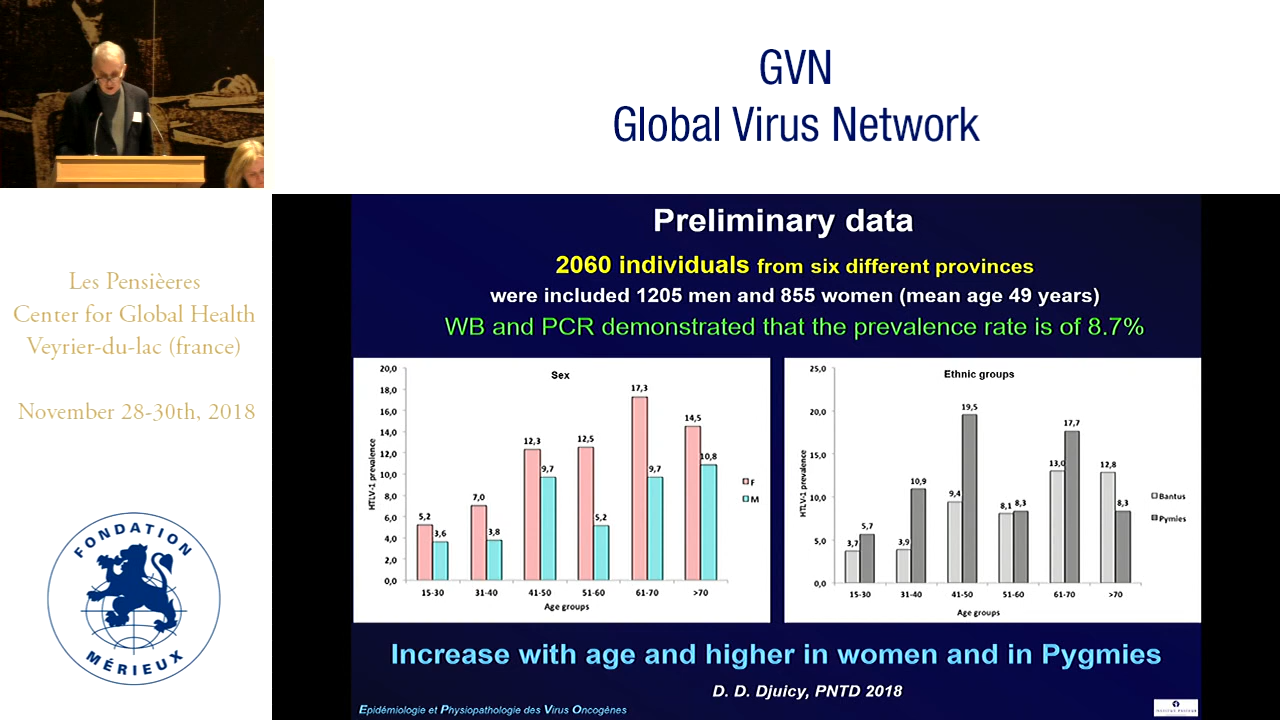 GVN
Global Virus Network
Les Pensièeres
Center for Global Health
Veyrier-du-lac (france)
November 28-30th, 2018
FONDATION
MÉRIEUX
Preliminary data
2060 individuals from six different provinces
were included 1205 men and 855 women (mean age 49 years)
WB and PCR demonstrated that the prevalence rate is of 8.7%
Sex
HTLV-1 prevalence
20,0
18,0
16,0
14,0
12,0
10,0
8,0
6,0
4,0
2,0
0,0
5,2
3,6
7,0
3,8
12,3
9,7
12,5
5,2
17,3
9,7
14,5
10,8
F
M
15-30
31-40
41-50
51-60
61-70
>70
Age groups
Ethnic groups
HTLV-1 prevalence
25,0
20,0
15,0
10,0
5,0
0,0
3,7
5,7
3,9
10,9
9,4
19,5
8,1
8,3
13,0
17,7
12,8
8,3
Bantus
Pymies
15-30
31-40
41-50
51-60
61-70
>70
Age groups
Increase with age and higher in women and in Pygmies
D. D. Djuicy, PNTD 2018
Epidémiologie et Physiopathologie des Virus Oncogènes
INSTITUT PASTEUR